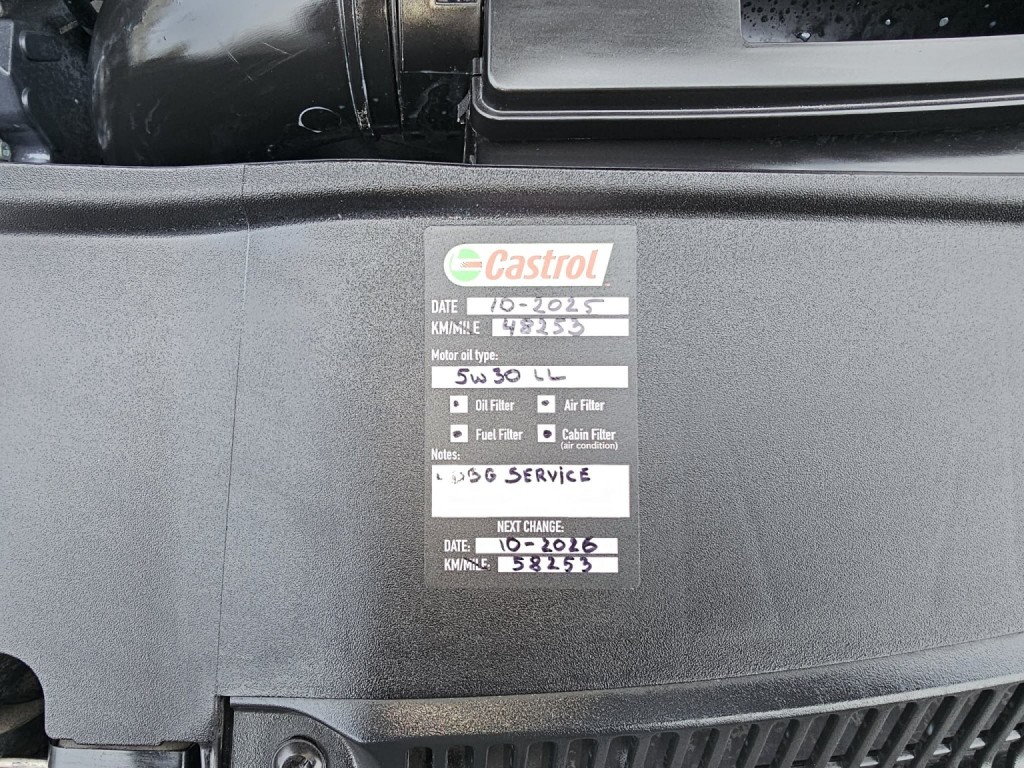 Castrol
DATE 10-2025
KM/MILE 48253
Motor oil type:
5W30 LL
Oil Filter Air Filter
Fuel Filter Cabin Filter
(air condition)
Notes:
SERVICE
NEXT CHANGE:
DATE: 10-2026
KM/MILE: 58253